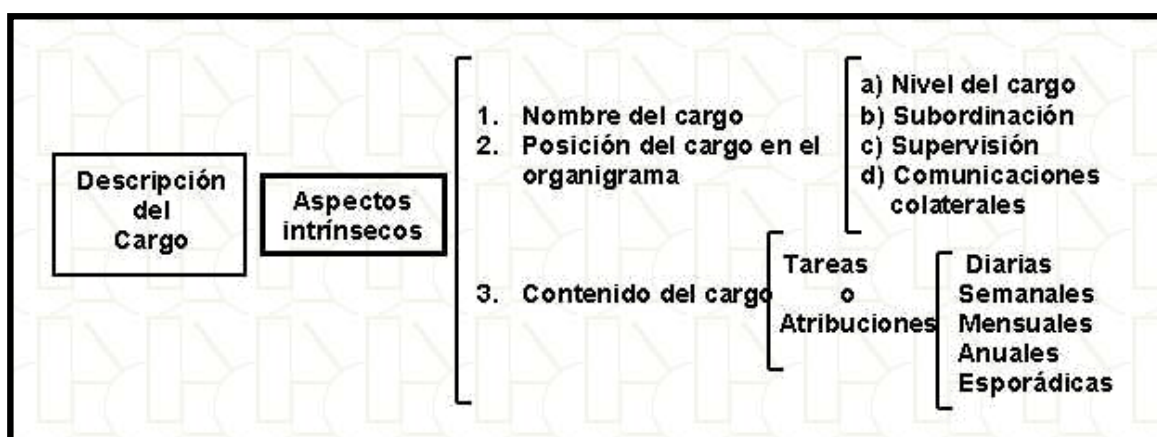 Descripción
del
Cargo
Aspectos
intrínsecos
1. Nombre del cargo
2. Posición del cargo en el
organigrama
a) Nivel del cargo
b) Subordinación
c) Supervisión
d) Comunicaciones
colaterales
3. Contenido del cargo
Tareas
o
Atribuciones
Diarias
Semanales
Mensuales
Anuales
Esporádicas